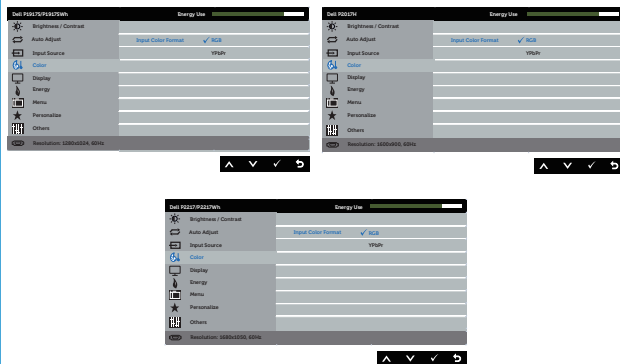 Dell P1917S/P1917SWh Energy Use
Brightness / Contrast
Auto Adjust Input Color Format ✓ RGB
Input Source YPbPr
Color
Display
Energy
Menu
Personalize
Others
Resolution: 1280x1024, 60Hz
Dell P2017H Energy Use
Brightness / Contrast
Auto Adjust Input Color Format ✓ RGB
Input Source YPbPr
Color
Display
Energy
Menu
Personalize
Others
Resolution: 1600x900, 60Hz
Dell P2217/P2217Wh Energy Use
Brightness / Contrast
Auto Adjust Input Color Format ✓ RGB
Input Source YPbPr
Color
Display
Energy
Menu
Personalize
Others
Resolution: 1680x1050, 60Hz